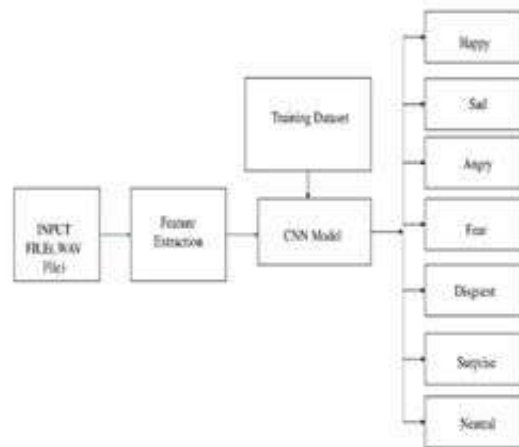 Happy
Sad
Training Dataset
Angry
INPUT
FILE( WAV
File)
Feature
Extraction
CNN Model
Fear
Disgust
Surprise
Neutral